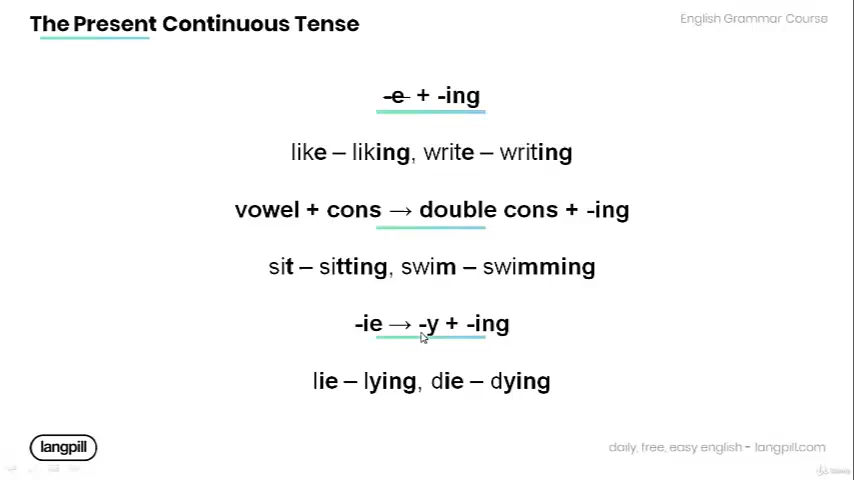 The Present Continuous Tense
English Grammar Course
-e + -ing
like – liking, write – writing
vowel + cons → double cons + -ing
sit – sitting, swim – swimming
-ie → -y + -ing
lie – lying, die – dying
langpill
daily, free, easy english - langpill.com
Udemy